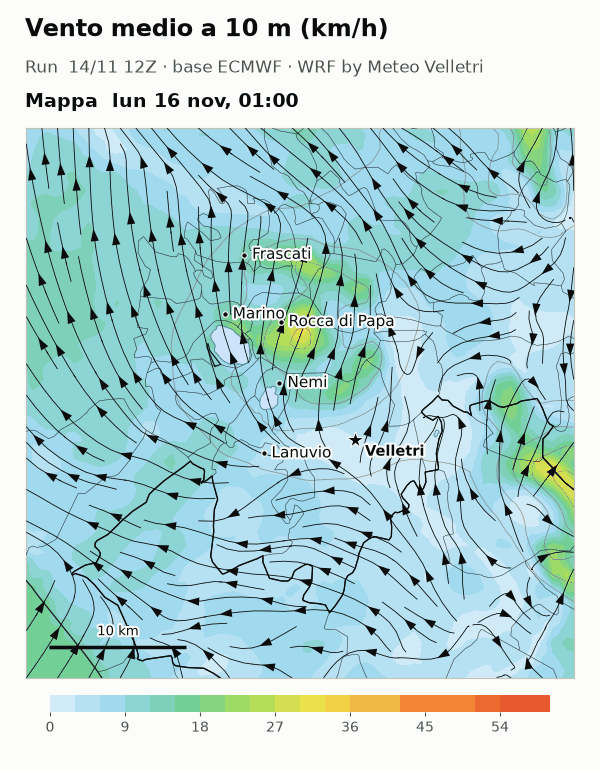 Vento medio a 10 m (km/h)
Run  14/11 12Z · base ECMWF · WRF by Meteo Velletri
Mappa  lun 16 nov, 01:00
Frascati
Marino
Rocca di Papa
Nemi
Velletri
Lanuvio
10 km
0 9 18 27 36 45 54